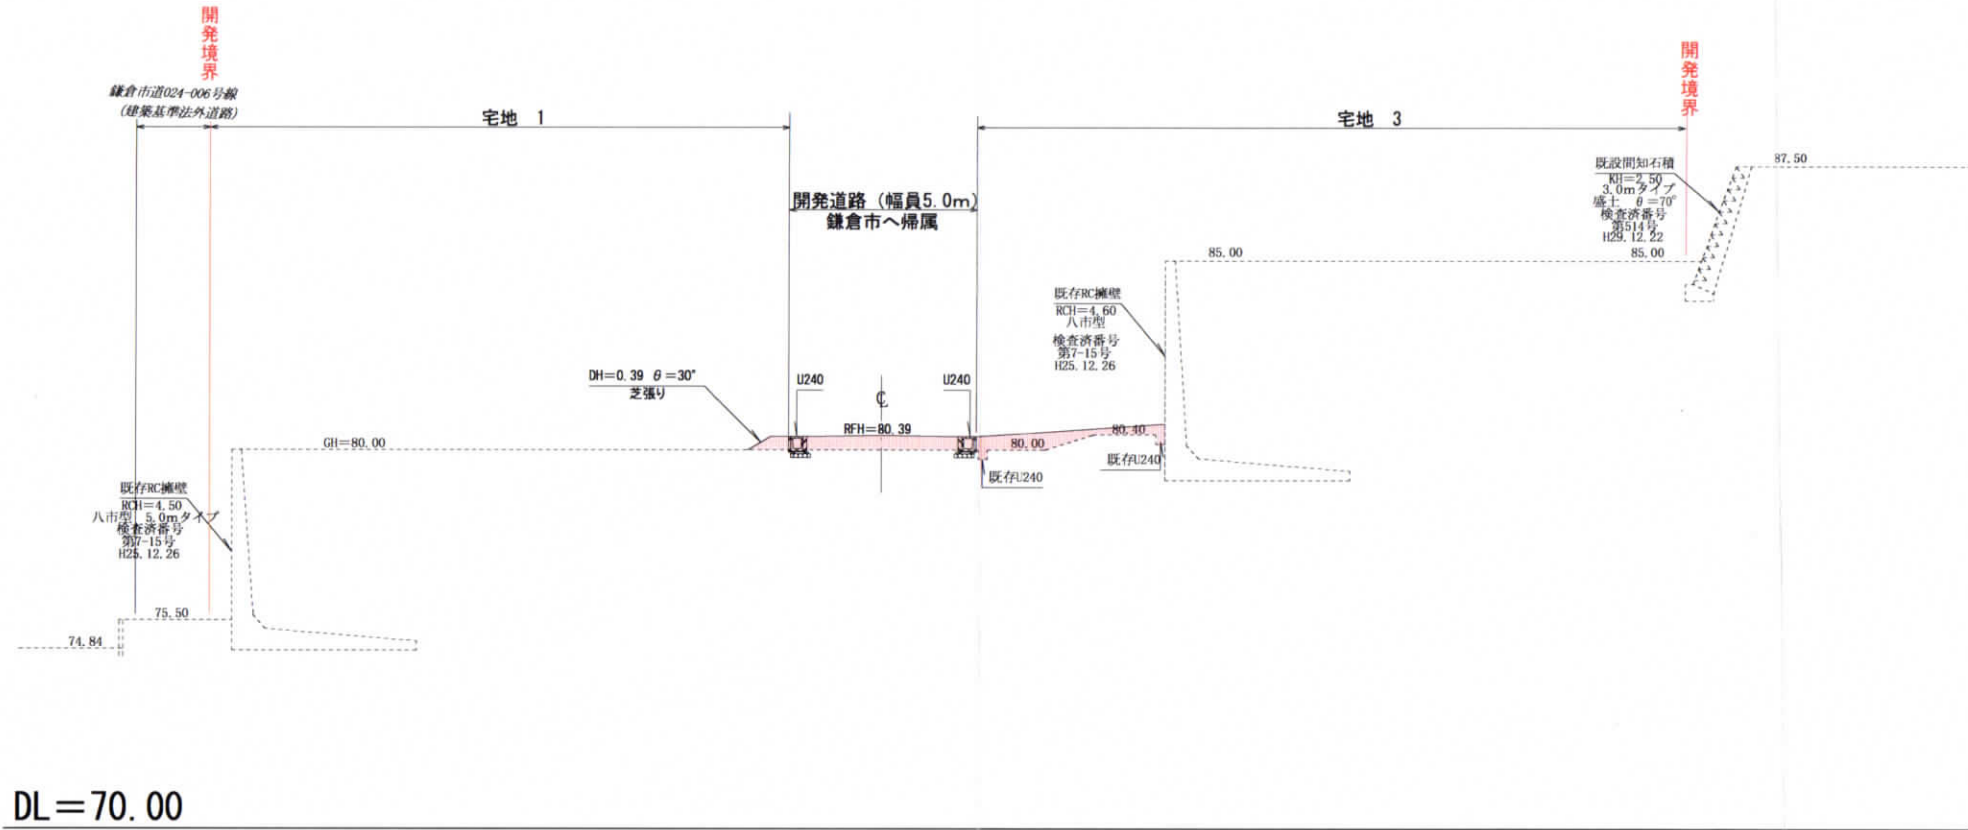 開発境界
鎌倉市道024-006号線
(建築基準法外道路)
宅地 1
宅地 3
開発境界
開発道路 (幅員5.0m)
鎌倉市へ帰属
既設間知石積
KH=2.50
3.0mタイプ
盛土 θ=70°
検査済番号
第514号
H29.12.22
87.50
85.00
85.00
既存RC擁壁
RCH=4.60
八市型
検査済番号
第7-15号
H25.12.26
DH=0.39 θ=30°
芝張り
U240
U240
℄
RFH=80.39
GH=80.00
80.00
80.40
既存U240
既存U240
既存RC擁壁
RCH=4.50
八市型 5.0mタイプ
検査済番号
第7-15号
H25.12.26
75.50
74.84
DL=70.00